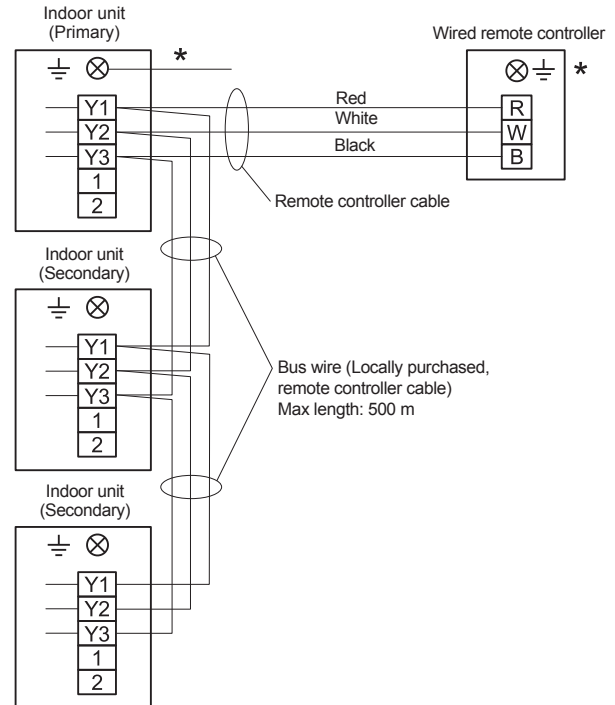 Indoor unit
(Primary)
*
Y1
Y2
Y3
1
2
Red
White
Black
Remote controller cable
Wired remote controller
*
R
W
B
Indoor unit
(Secondary)
Y1
Y2
Y3
1
2
Bus wire (Locally purchased,
remote controller cable)
Max length: 500 m
Indoor unit
(Secondary)
Y1
Y2
Y3
1
2